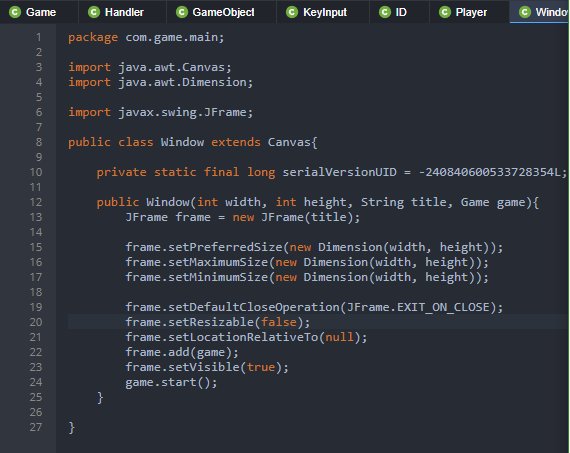 C Game C Handler C GameObject C KeyInput C ID C Player C Windo
1 package com.game.main;
2
3 import java.awt.Canvas;
4 import java.awt.Dimension;
5
6 import javax.swing.JFrame;
7
8 public class Window extends Canvas{
9
10 private static final long serialVersionUID = -240840600533728354L;
11
12 public Window(int width, int height, String title, Game game){
13 JFrame frame = new JFrame(title);
14
15 frame.setPreferredSize(new Dimension(width, height));
16 frame.setMaximumSize(new Dimension(width, height));
17 frame.setMinimumSize(new Dimension(width, height));
18
19 frame.setDefaultCloseOperation(JFrame.EXIT_ON_CLOSE);
20 frame.setResizable(false);
21 frame.setLocationRelativeTo(null);
22 frame.add(game);
23 frame.setVisible(true);
24 game.start();
25 }
26
27 }